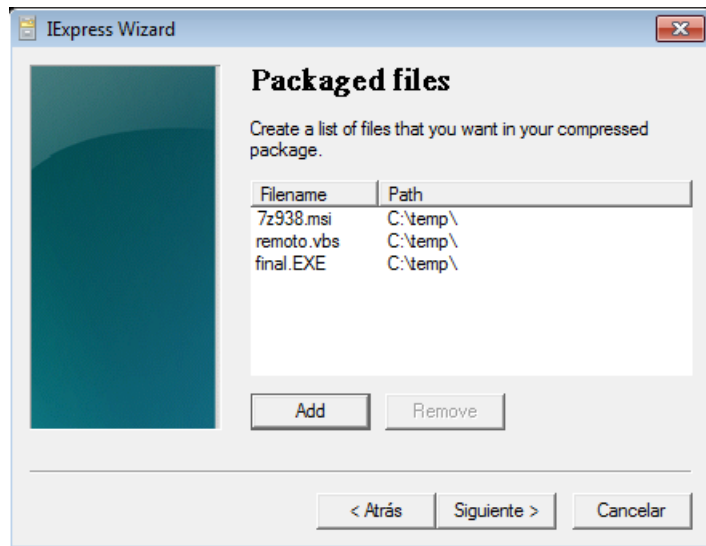 IExpress Wizard
Packaged files
Create a list of files that you want in your compressed
package.
Filename Path
7z938.msi C:\temp\
remoto.vbs C:\temp\
final.EXE C:\temp\
Add Remove
< Atrás Siguiente > Cancelar